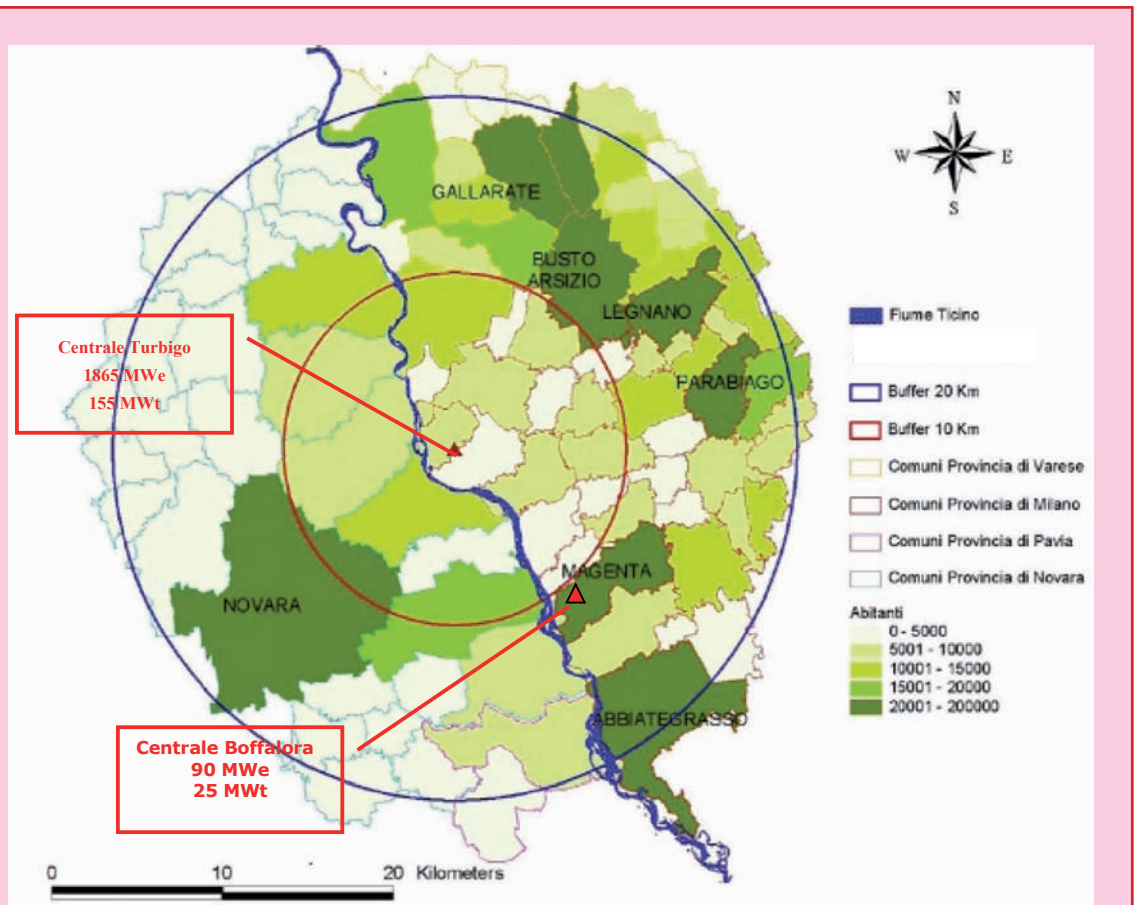 N
W E
S
GALLARATE
BUSTO
ARSIZIO
LEGNANO
PARABIAGO
MAGENTA
NOVARA
ABBIATEGRASSO
Centrale Turbigo
1865 MWe
155 MWt
Centrale Boffalora
90 MWe
25 MWt
Fiume Ticino
Buffer 20 Km
Buffer 10 Km
Comuni Provincia di Varese
Comuni Provincia di Milano
Comuni Provincia di Pavia
Comuni Provincia di Novara
Abitanti
0 - 5000
5001 - 10000
10001 - 15000
15001 - 20000
20001 - 200000
0 10 20 Kilometers